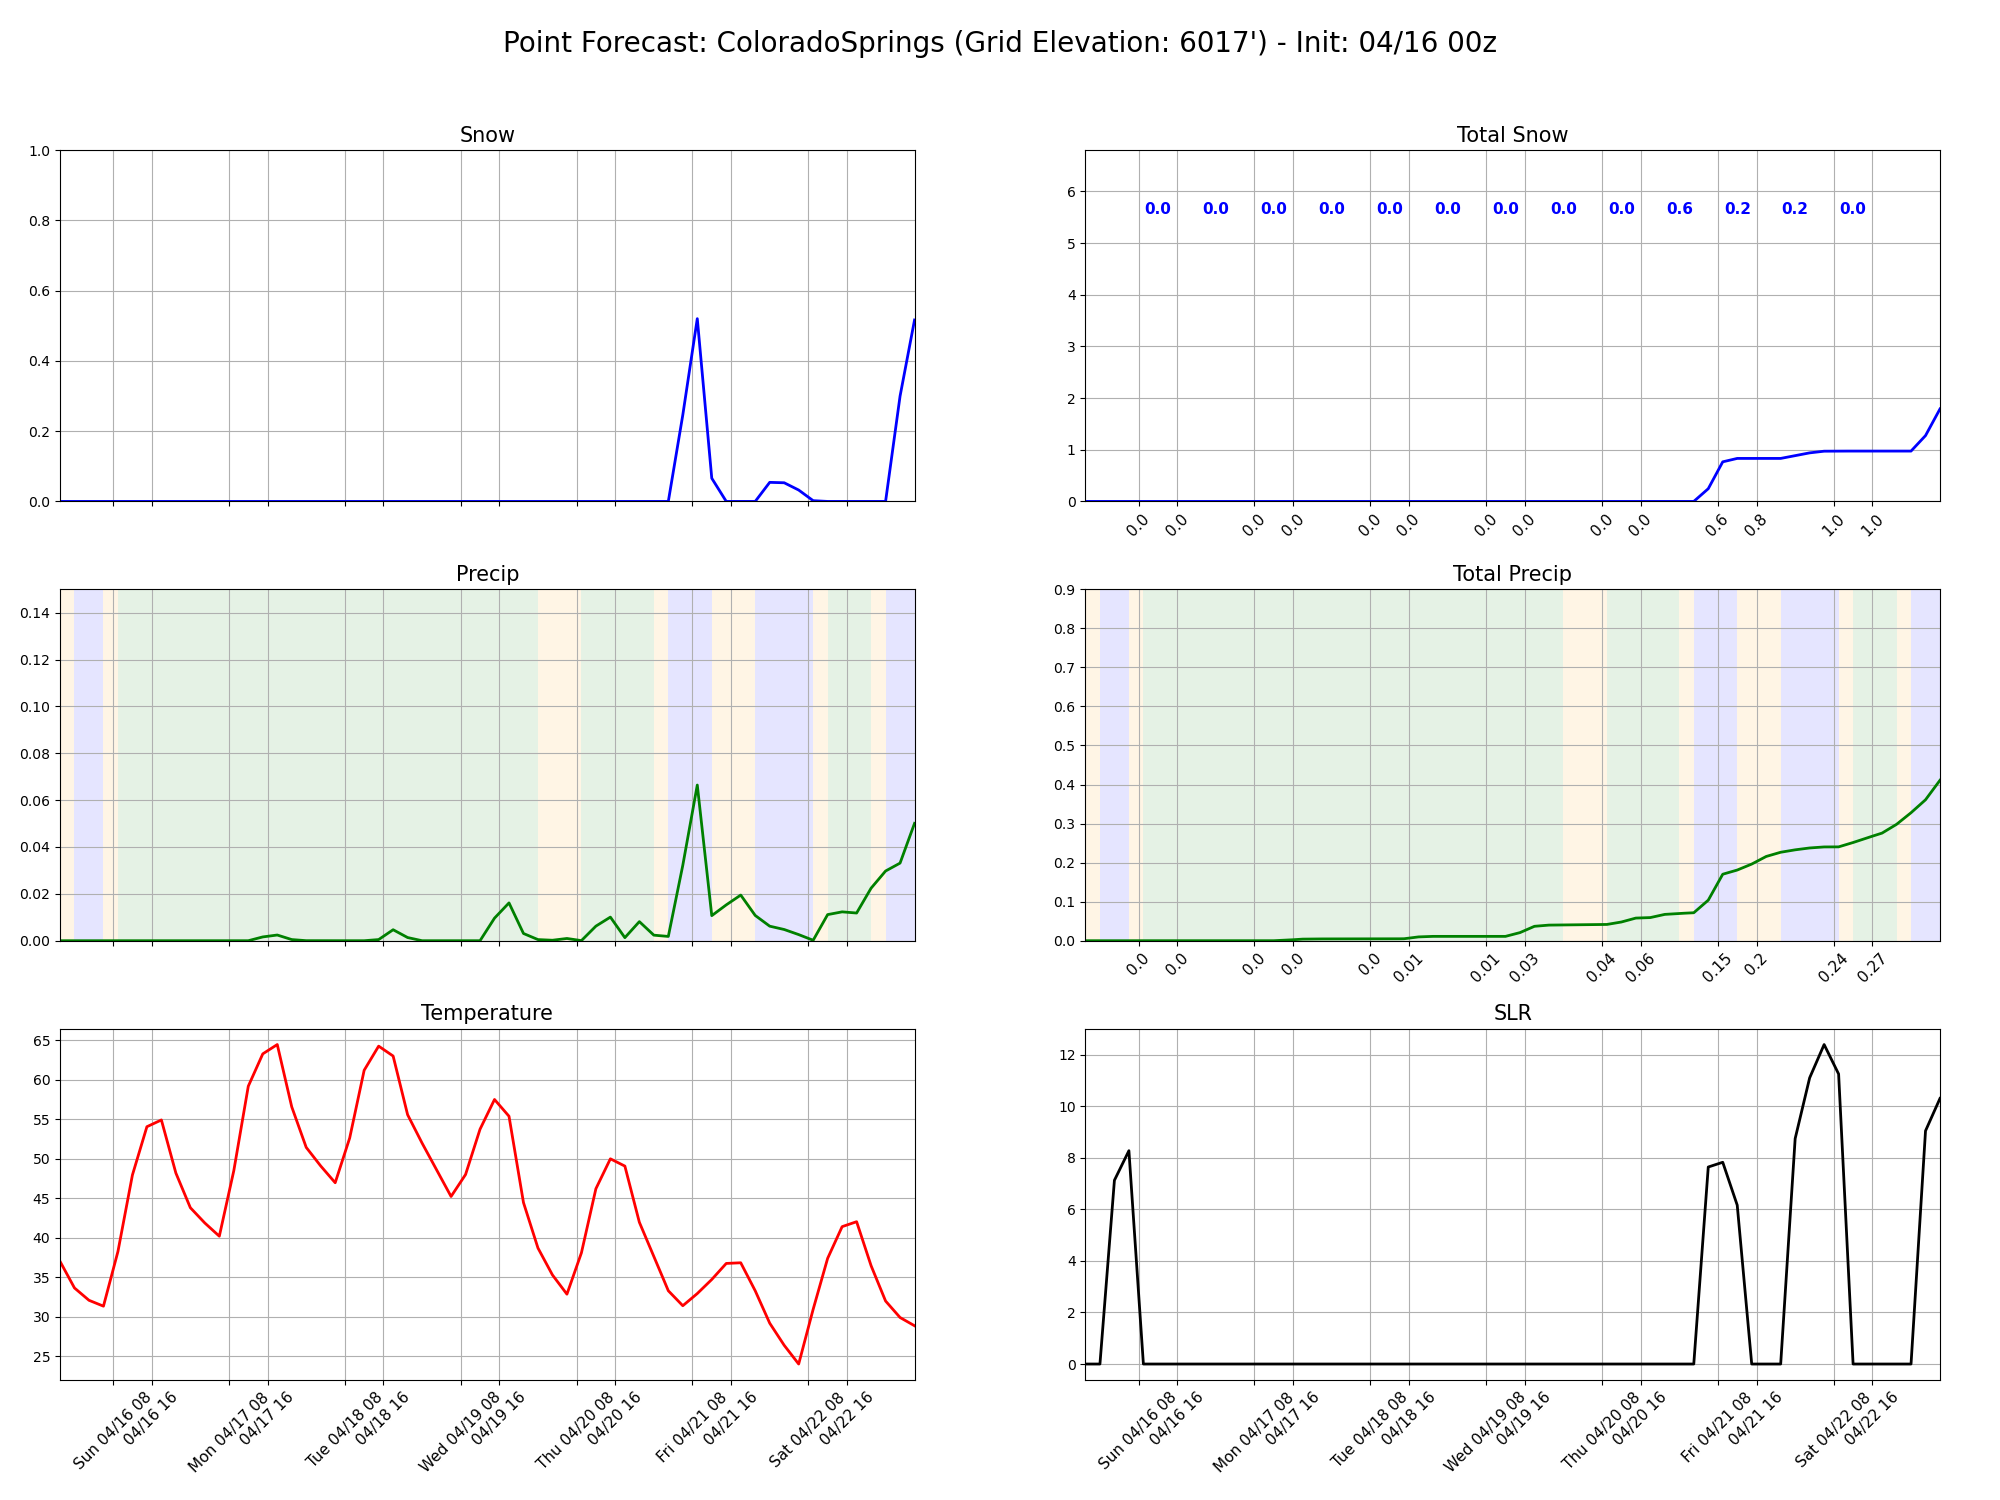 Point Forecast: ColoradoSprings (Grid Elevation: 6017') - Init: 04/16 00z
Snow
1.0
0.8
0.6
0.4
0.2
0.0
Total Snow
6
5
4
3
2
1
0
0.0 0.0 0.0 0.0 0.0 0.0 0.0 0.0 0.0 0.6 0.2 0.2 0.0
0.0 0.0 0.0 0.0 0.0 0.0 0.0 0.0 0.0 0.0 0.6 0.8 1.0 1.0
Precip
0.14
0.12
0.10
0.08
0.06
0.04
0.02
0.00
Total Precip
0.9
0.8
0.7
0.6
0.5
0.4
0.3
0.2
0.1
0.0
0.0 0.0 0.0 0.0 0.0 0.01 0.01 0.03 0.04 0.06 0.15 0.2 0.24 0.27
Temperature
65
60
55
50
45
40
35
30
25
Sun 04/16 08
04/16 16
Mon 04/17 08
04/17 16
Tue 04/18 08
04/18 16
Wed 04/19 08
04/19 16
Thu 04/20 08
04/20 16
Fri 04/21 08
04/21 16
Sat 04/22 08
04/22 16
SLR
12
10
8
6
4
2
0
Sun 04/16 08
04/16 16
Mon 04/17 08
04/17 16
Tue 04/18 08
04/18 16
Wed 04/19 08
04/19 16
Thu 04/20 08
04/20 16
Fri 04/21 08
04/21 16
Sat 04/22 08
04/22 16